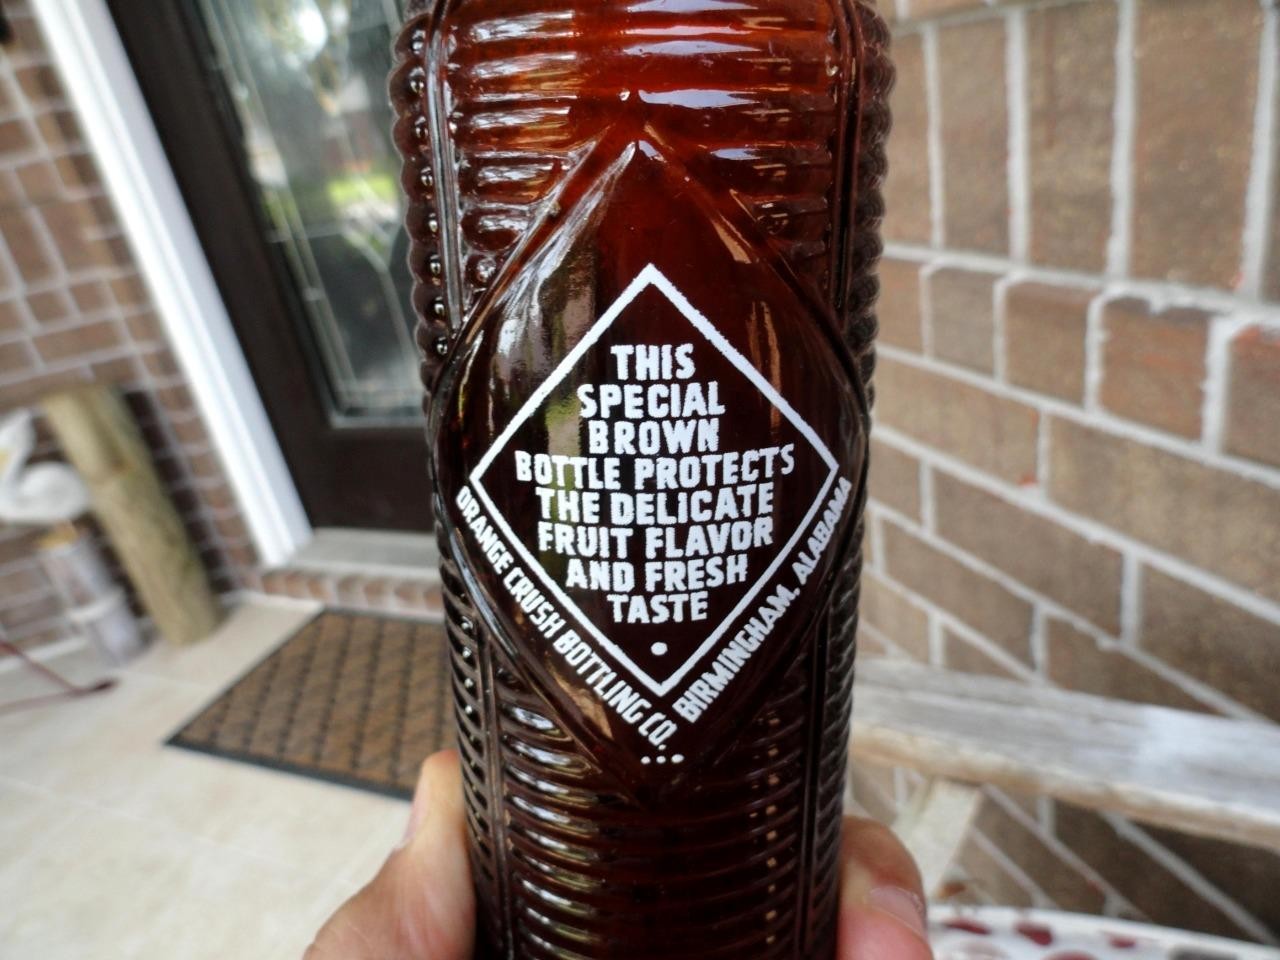 THIS
SPECIAL
BROWN
BOTTLE PROTECTS
THE DELICATE
FRUIT FLAVOR
AND FRESH
TASTE
ORANGE CRUSH BOTTLING CO.
BIRMINGHAM, ALABAMA